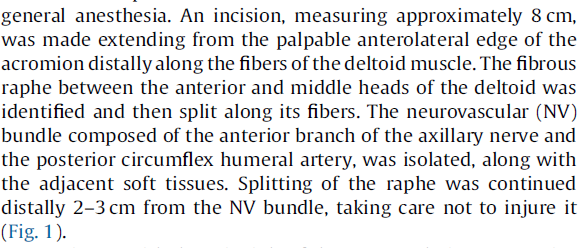 general anesthesia. An incision, measuring approximately 8 cm,
was made extending from the palpable anterolateral edge of the
acromion distally along the fibers of the deltoid muscle. The fibrous
raphe between the anterior and middle heads of the deltoid was
identified and then split along its fibers. The neurovascular (NV)
bundle composed of the anterior branch of the axillary nerve and
the posterior circumflex humeral artery, was isolated, along with
the adjacent soft tissues. Splitting of the raphe was continued
distally 2–3 cm from the NV bundle, taking care not to injure it
(Fig. 1).